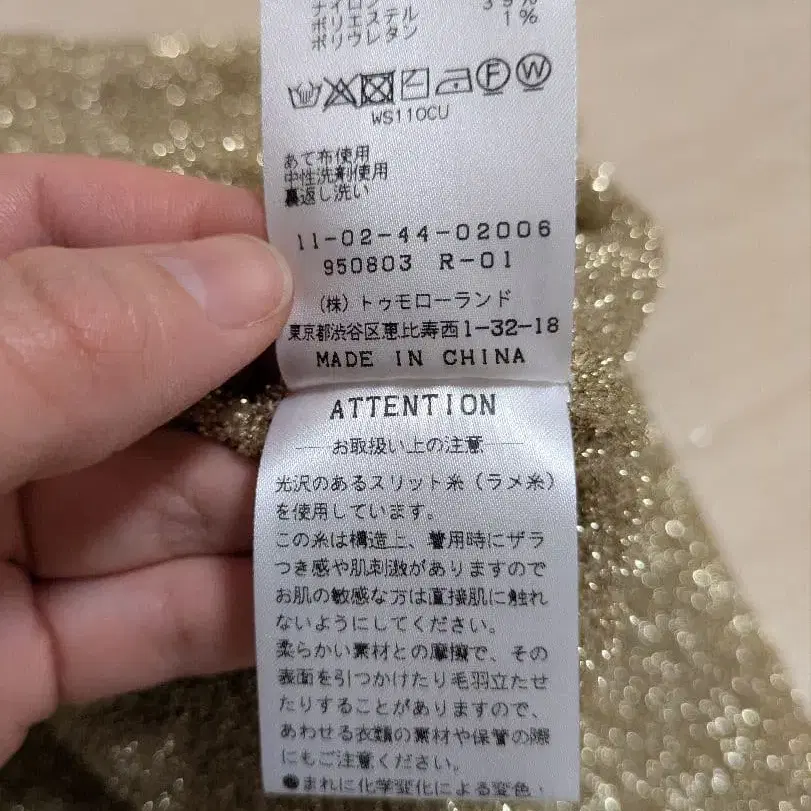 ナイロン 39%
ポリエステル 1%
ポリウレタン
F W
WS110CU
あて布使用
中性洗剤使用
裏返し洗い
11-02-44-02006
950803 R-01
(株)トゥモローランド
東京都渋谷区恵比寿西1-32-18
MADE IN CHINA
ATTENTION
お取扱い上の注意
光沢のあるスリット糸(ラメ糸)
を使用しています。
この糸は構造上、着用時にザラ
つき感や肌刺激がありますので
お肌の敏感な方は直接肌に触れ
ないようにしてください。
柔らかい素材との摩擦で、その
表面を引つかけたり毛羽立たせ
たりすることがありますので、
あわせる衣類の素材や保管の際
にもご注意ください。
●まれに化学変化による変色・